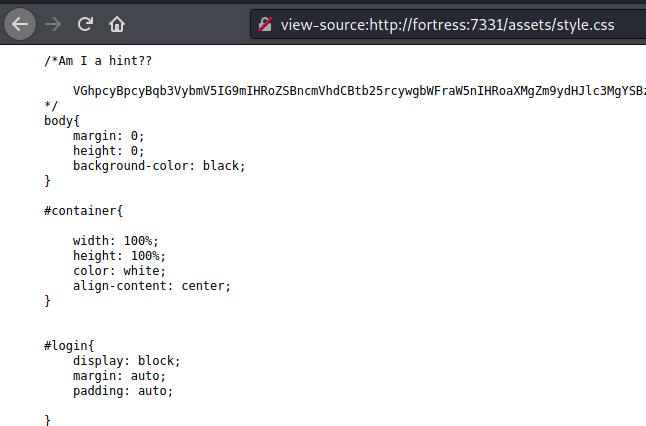 view-source:http://fortress:7331/assets/style.css
/*Am I a hint??
VGhpcyBpcyBqb3VybmV5IG9mIHRoZSBncmVhdCBtb25rcywgbWFraW5nIHRoaXMgZm9ydHJlc3MgYSBz
*/
body{
margin: 0;
height: 0;
background-color: black;
}
#container{
width: 100%;
height: 100%;
color: white;
align-content: center;
}
#login{
display: block;
margin: auto;
padding: auto;
}